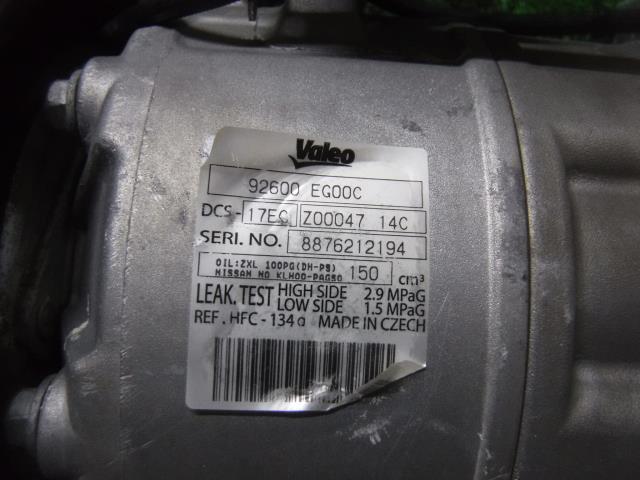 Valeo
92600 EG00C
DCS-17EC Z00047 14C
SERI. NO. 8876212194
OIL:ZXL 100PG(DH-PS)
NISSAN NO KLH00-PAGS0 150 cm³
LEAK. TEST HIGH SIDE 2.9 MPaG
LOW SIDE 1.5 MPaG
REF. HFC-134a MADE IN CZECH